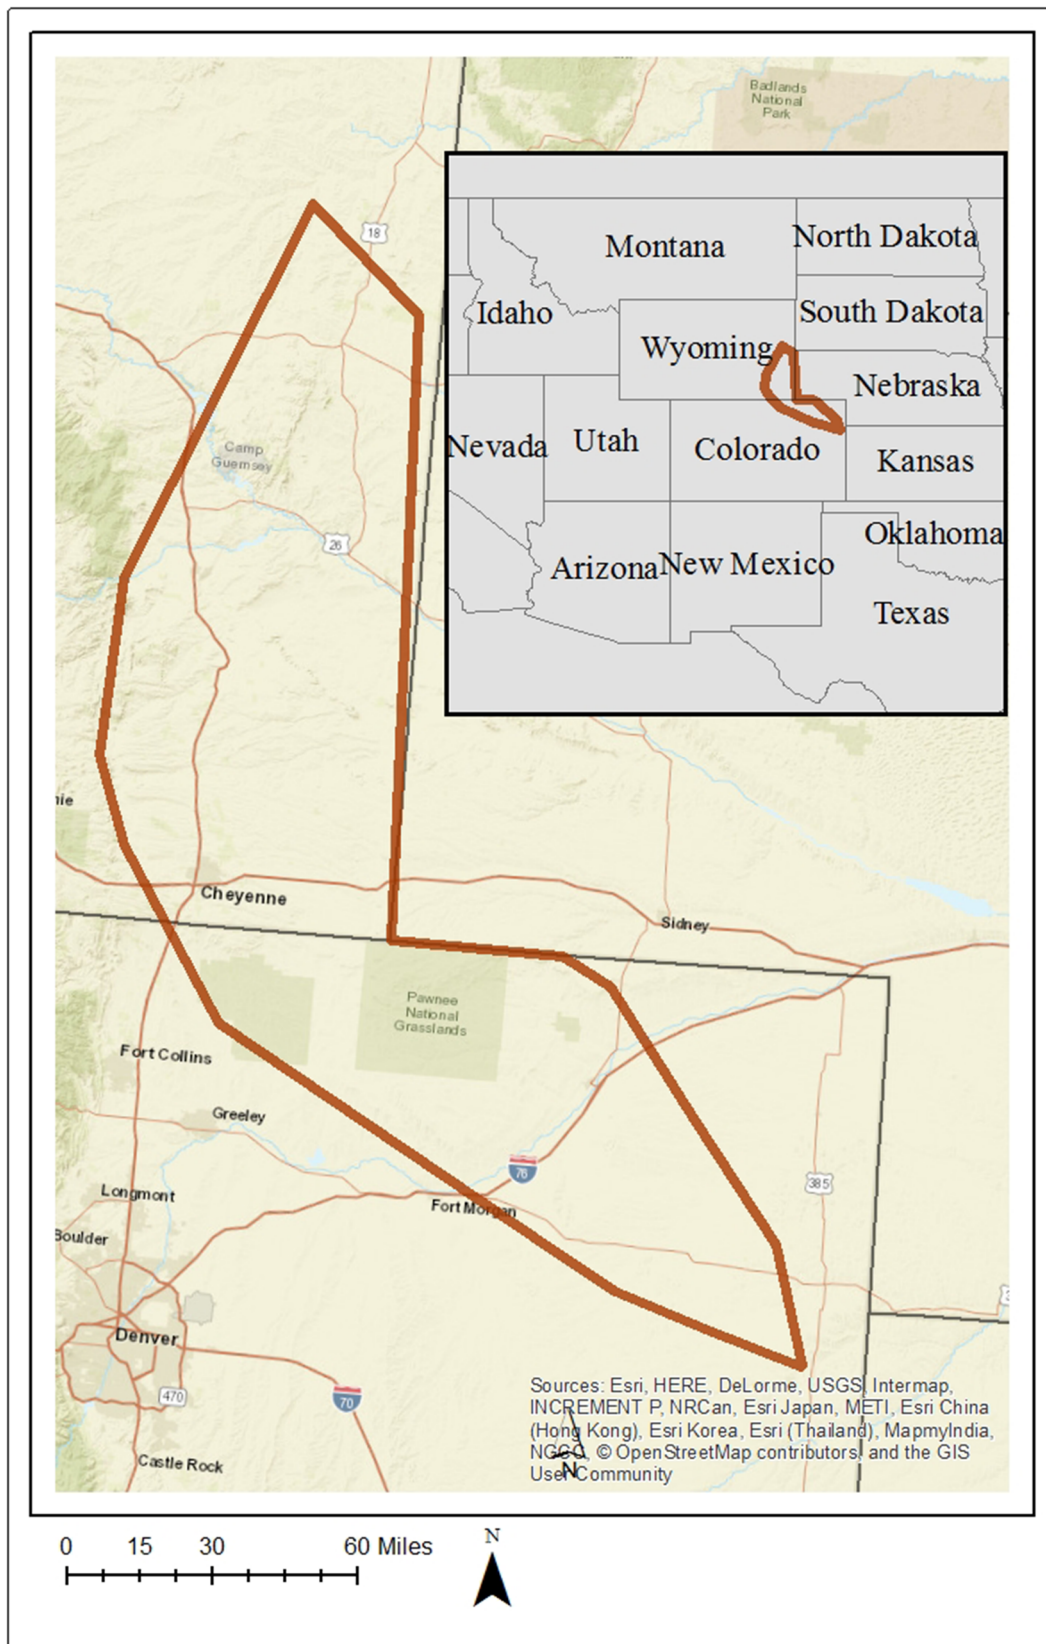 Badlands
National
Park
18
Montana
North Dakota
Idaho
South Dakota
Wyoming
Nebraska
Nevada
Utah
Colorado
Kansas
Oklahoma
Arizona
New Mexico
Texas
Camp
Guernsey
26
nie
Cheyenne
Sidney
Pawnee
National
Grasslands
Fort Collins
Greeley
76
385
Longmont
Fort Morgan
Boulder
Denver
470
70
Castle Rock
Sources: Esri, HERE, DeLorme, USGS, Intermap,
INCREMENT P, NRCan, Esri Japan, METI, Esri China
(Hong Kong), Esri Korea, Esri (Thailand), MapmyIndia,
NGCC, © OpenStreetMap contributors, and the GIS
User Community
N
0 15 30 60 Miles
N